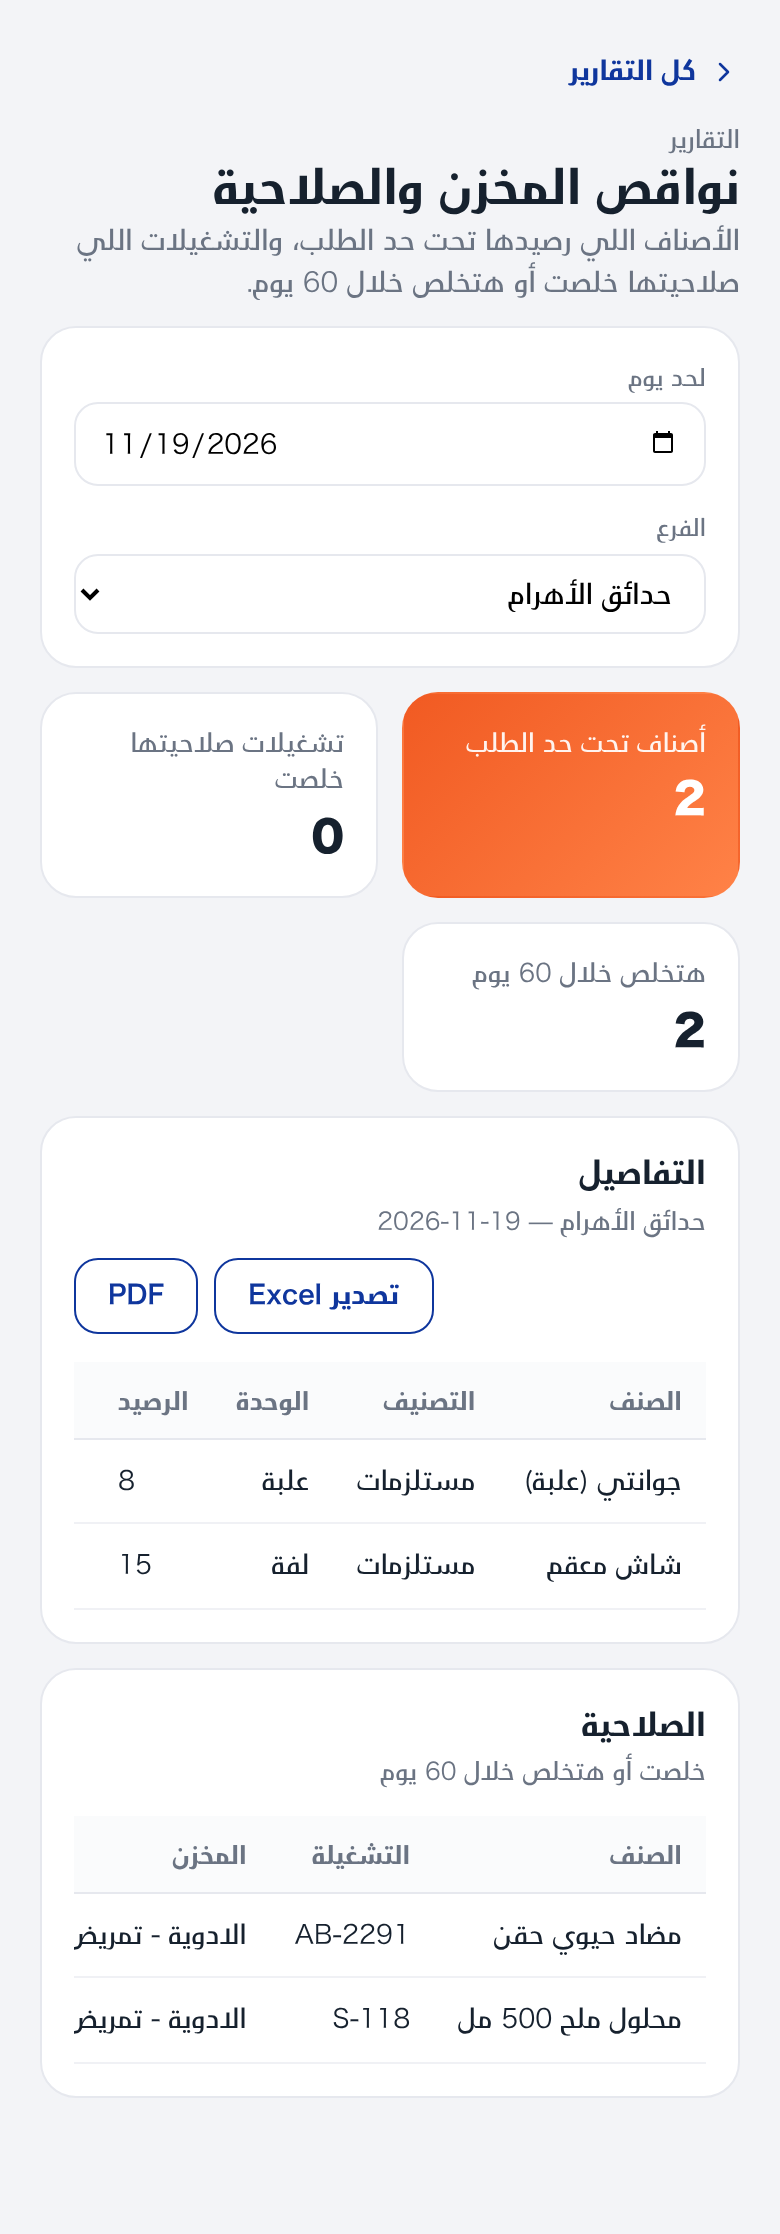 كل التقارير
التقارير
نواقص المخزن والصلاحية
الأصناف اللي رصيدها تحت حد الطلب، والتشغيلات اللي
صلاحيتها خلصت أو هتخلص خلال 60 يوم.
لحد يوم
11/19/2026
الفرع
حدائق الأهرام
أصناف تحت حد الطلب
2
تشغيلات صلاحيتها
خلصت
0
هتخلص خلال 60 يوم
2
التفاصيل
حدائق الأهرام — 2026-11-19
تصدير Excel
PDF
الصنف التصنيف الوحدة الرصيد
جوانتي (علبة) مستلزمات علبة 8
شاش معقم مستلزمات لفة 15
الصلاحية
خلصت أو هتخلص خلال 60 يوم
الصنف التشغيلة المخزن
مضاد حيوي حقن AB-2291 الادوية - تمريض
محلول ملح 500 مل S-118 الادوية - تمريض